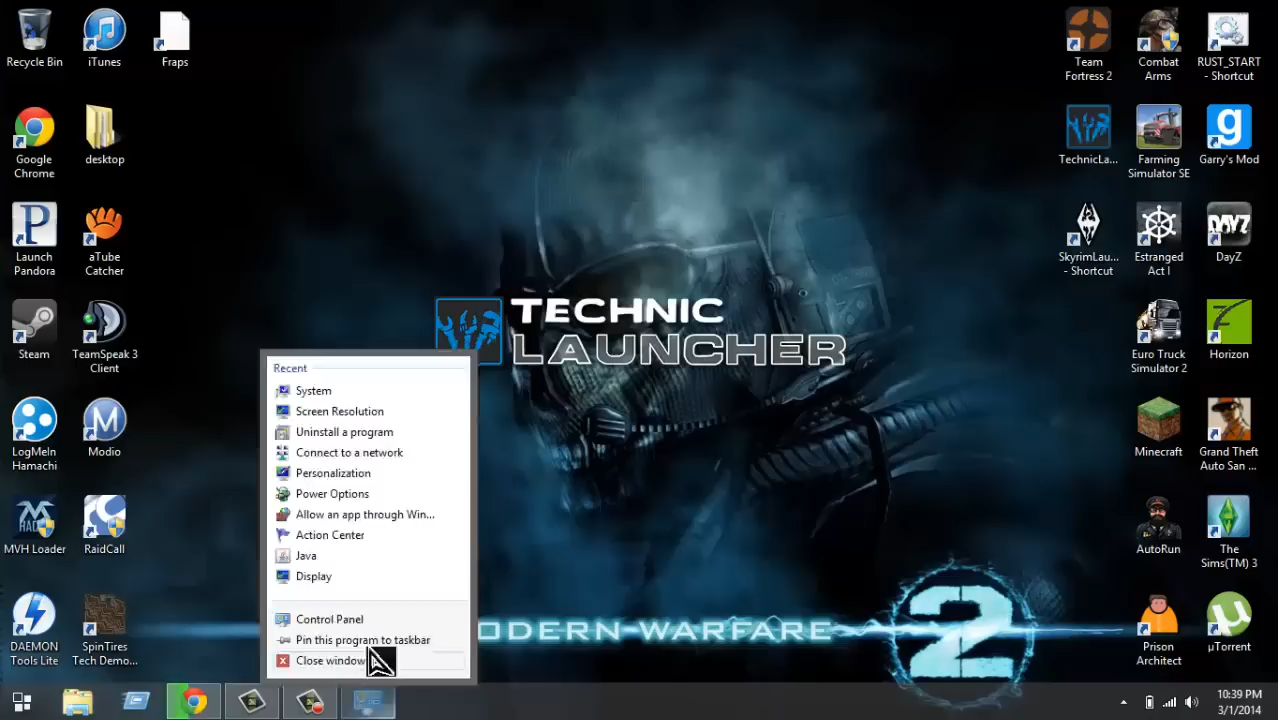 Recycle Bin
iTunes
Fraps
Google
Chrome
desktop
Launch
Pandora
aTube
Catcher
Steam
TeamSpeak 3
Client
LogMeIn
Hamachi
Modio
MVH Loader
RaidCall
DAEMON
Tools Lite
SpinTires
Tech Demo...
TECHNIC
LAUNCHER
Recent
System
Screen Resolution
Uninstall a program
Connect to a network
Personalization
Power Options
Allow an app through Win...
Action Center
Java
Display
Control Panel
Pin this program to taskbar
Close window
ODERN WARFARE
2
Team
Fortress 2
Combat
Arms
RUST_START
- Shortcut
TechnicLa...
Farming
Simulator SE
Garry's Mod
SkyrimLau...
- Shortcut
Estranged
Act I
DAYZ
DayZ
Euro Truck
Simulator 2
Horizon
Minecraft
Grand Theft
Auto San ...
AutoRun
The
Sims(TM) 3
Prison
Architect
µTorrent
10:39 PM
3/1/2014